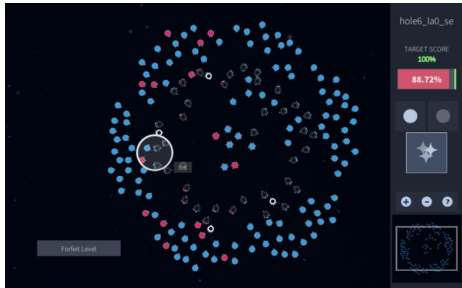 hole6_la0_se
TARGET SCORE
100%
88.72%
Forfeit Level